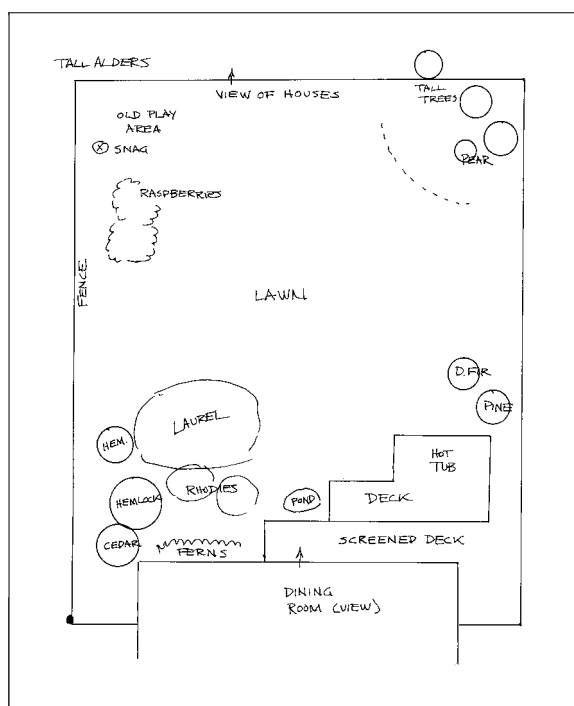 TALL ALDERS
VIEW OF HOUSES
TALL
TREES
OLD PLAY
AREA
SNAG
PEAR
RASPBERRIES
FENCE
LAWN
D.FIR
PINE
LAUREL
HEM.
HOT
TUB
RHODIES
HEMLOCK
POND
DECK
CEDAR
FERNS
SCREENED DECK
DINING
ROOM (VIEW)